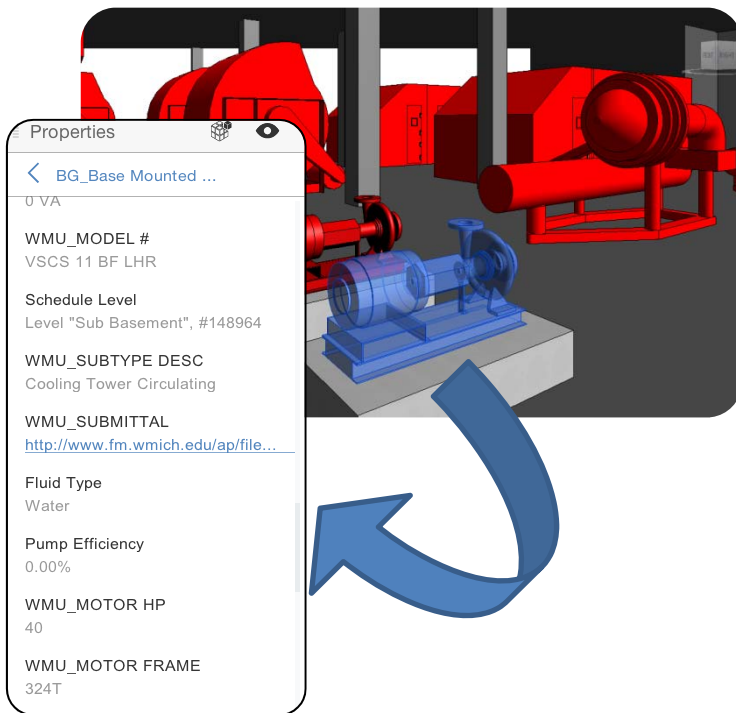 Properties
BG_Base Mounted ...
0 VA
WMU_MODEL #
VSCS 11 BF LHR
Schedule Level
Level "Sub Basement", #148964
WMU_SUBTYPE DESC
Cooling Tower Circulating
WMU_SUBMITTAL
http://www.fm.wmich.edu/ap/file...
Fluid Type
Water
Pump Efficiency
0.00%
WMU_MOTOR HP
40
WMU_MOTOR FRAME
324T